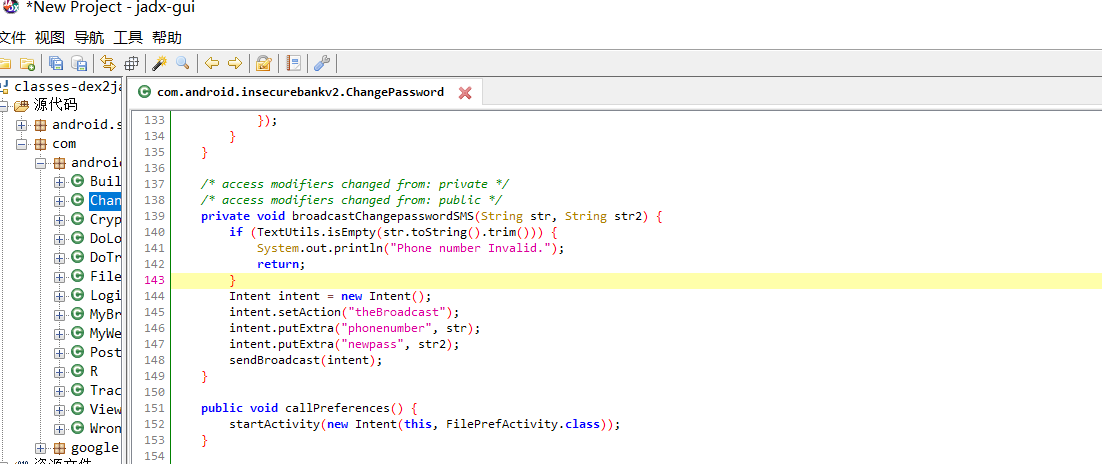 *New Project - jadx-gui
文件 视图 导航 工具 帮助
classes-dex2ja
com.android.insecurebankv2.ChangePassword
源代码
android.s
com
android
Buil
Chan
Cryp
DoLo
DoTr
File
Logi
MyBr
MyWe
Post
R
Trac
View
Wron
google
133 });
134 }
135 }
136
137 /* access modifiers changed from: private */
138 /* access modifiers changed from: public */
139 private void broadcastChangepasswordSMS(String str, String str2) {
140 if (TextUtils.isEmpty(str.toString().trim())) {
141 System.out.println("Phone number Invalid.");
142 return;
143 }
144 Intent intent = new Intent();
145 intent.setAction("theBroadcast");
146 intent.putExtra("phonenumber", str);
147 intent.putExtra("newpass", str2);
148 sendBroadcast(intent);
149 }
150
151 public void callPreferences() {
152 startActivity(new Intent(this, FilePrefActivity.class));
153 }
154